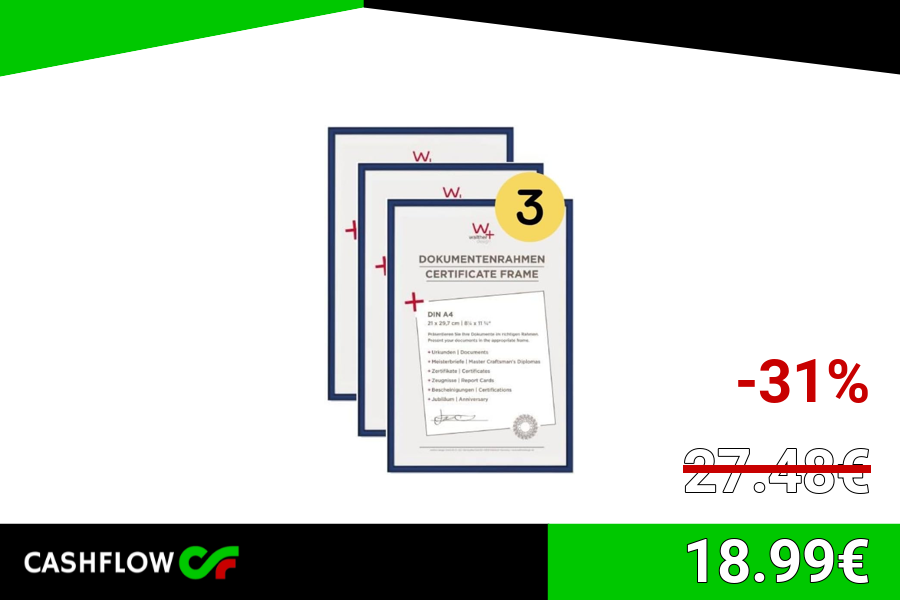 W
W
3
W+
walther
design
DOKUMENTENRAHMEN
CERTIFICATE FRAME
DIN A4
21 x 29,7 cm | 8¼ x 11 ¾"
Präsentieren Sie Ihre Dokumente im richtigen Rahmen.
Present your documents in the appropriate frame.
+ Urkunden | Documents
+ Meisterbriefe | Master Craftsman's Diplomas
+ Zertifikate | Certificates
+ Zeugnisse | Report Cards
+ Bescheinigungen | Certifications
+ Jubiläum | Anniversary
-31%
27.48€
CASHFLOW
18.99€